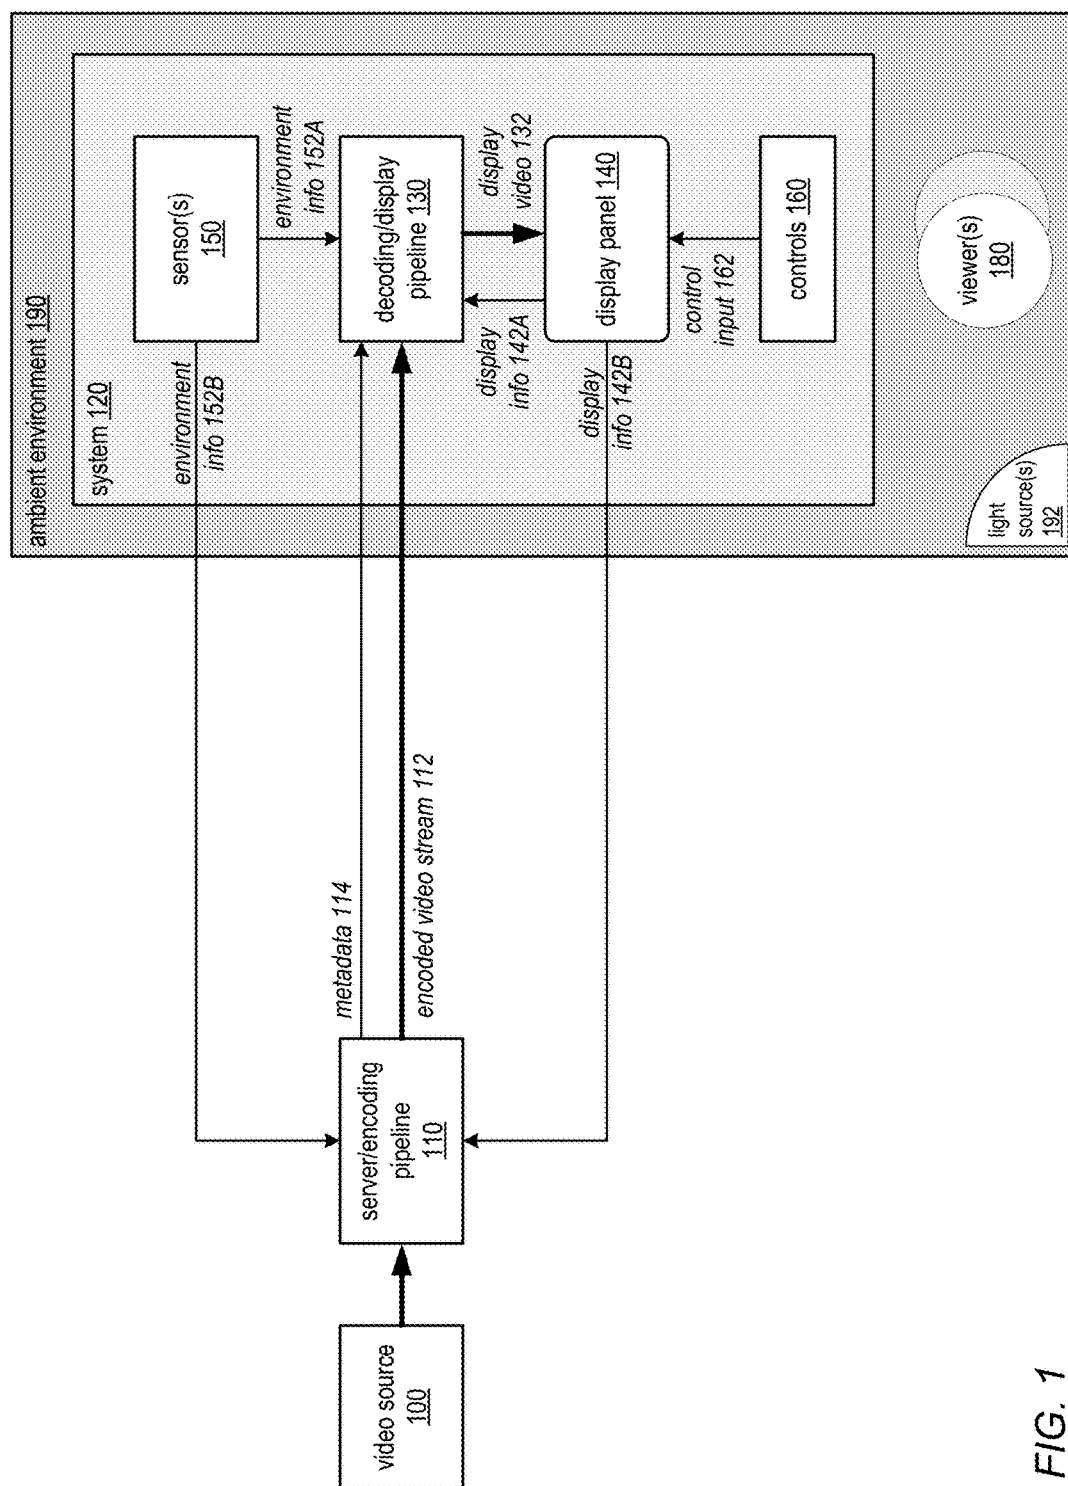 ambient environment 190
system 120
sensor(s)
150
environment
info 152B
environment
info 152A
metadata 114
encoded video stream 112
video source
100
server/encoding
pipeline
110
decoding/display
pipeline 130
display
video 132
display
info 142A
display panel 140
display
info 142B
control
input 162
controls 160
light
source(s)
192
viewer(s)
180
FIG. 1